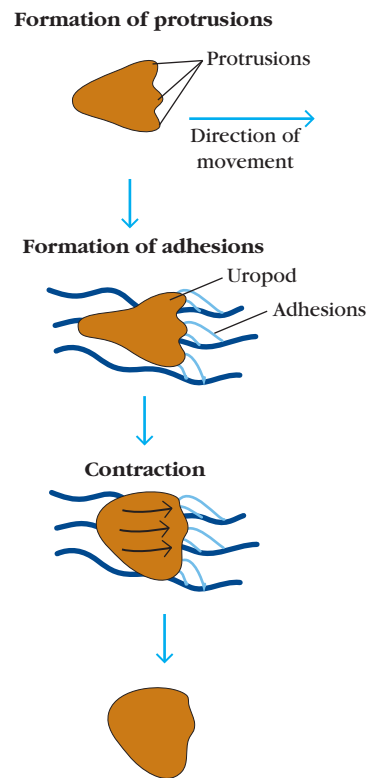 Formation of protrusions
Protrusions
Direction of
movement
Formation of adhesions
Uropod
Adhesions
Contraction